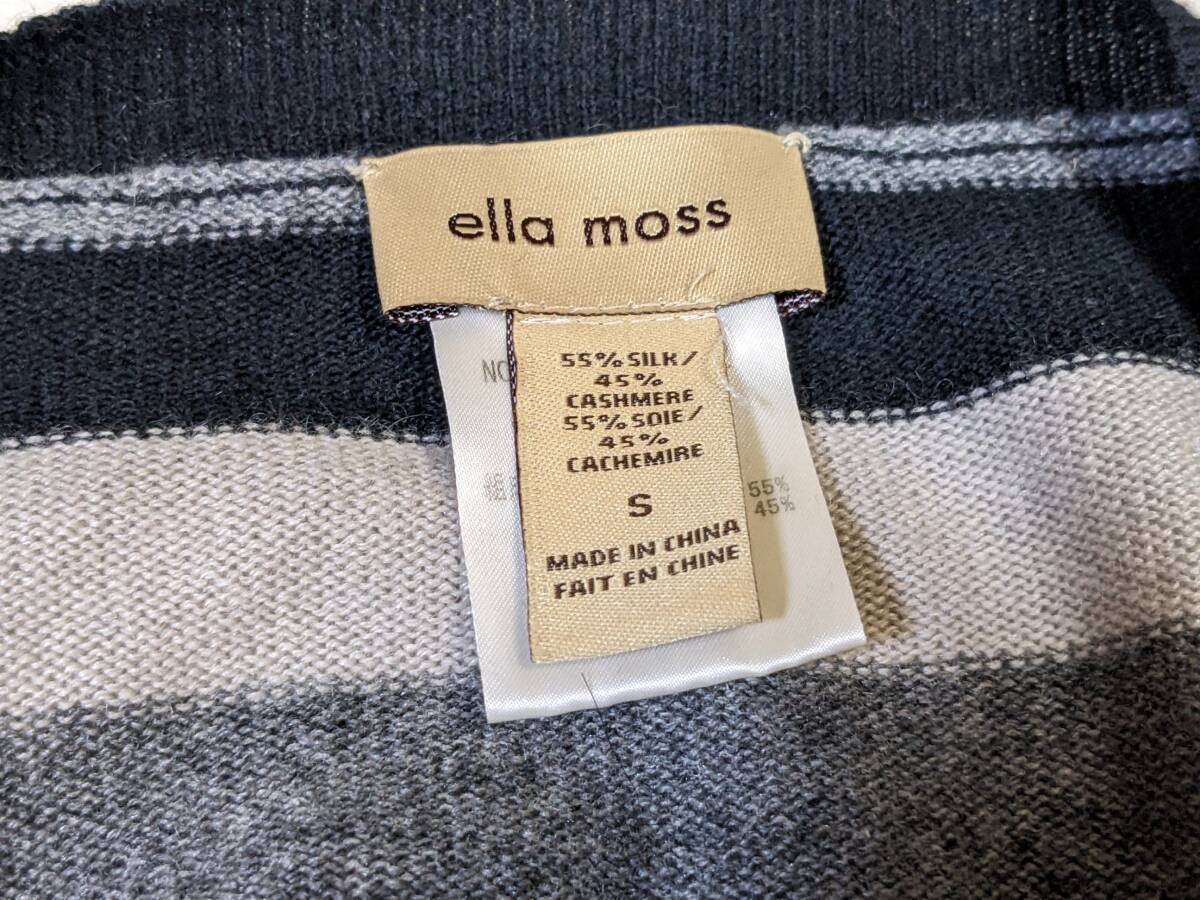 ella moss
55% SILK/
45%
CASHMERE
55% SOIE/
45%
CACHEMIRE
S
MADE IN CHINA
FAIT EN CHINE
55%
45%